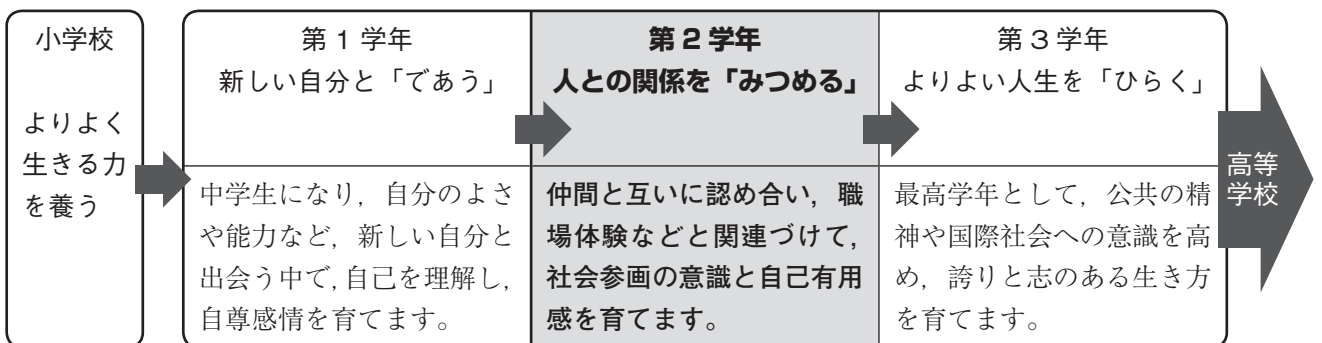 小学校
よりよく
生きる力
を養う
第1学年
新しい自分と「であう」
中学生になり，自分のよさ
や能力など，新しい自分と
出会う中で，自己を理解し，
自尊感情を育てます。
第2学年
人との関係を「みつめる」
仲間と互いに認め合い，職
場体験などと関連づけて，
社会参画の意識と自己有用
感を育てます。
第3学年
よりよい人生を「ひらく」
最高学年として，公共の精
神や国際社会への意識を高
め，誇りと志のある生き方
を育てます。
高等
学校